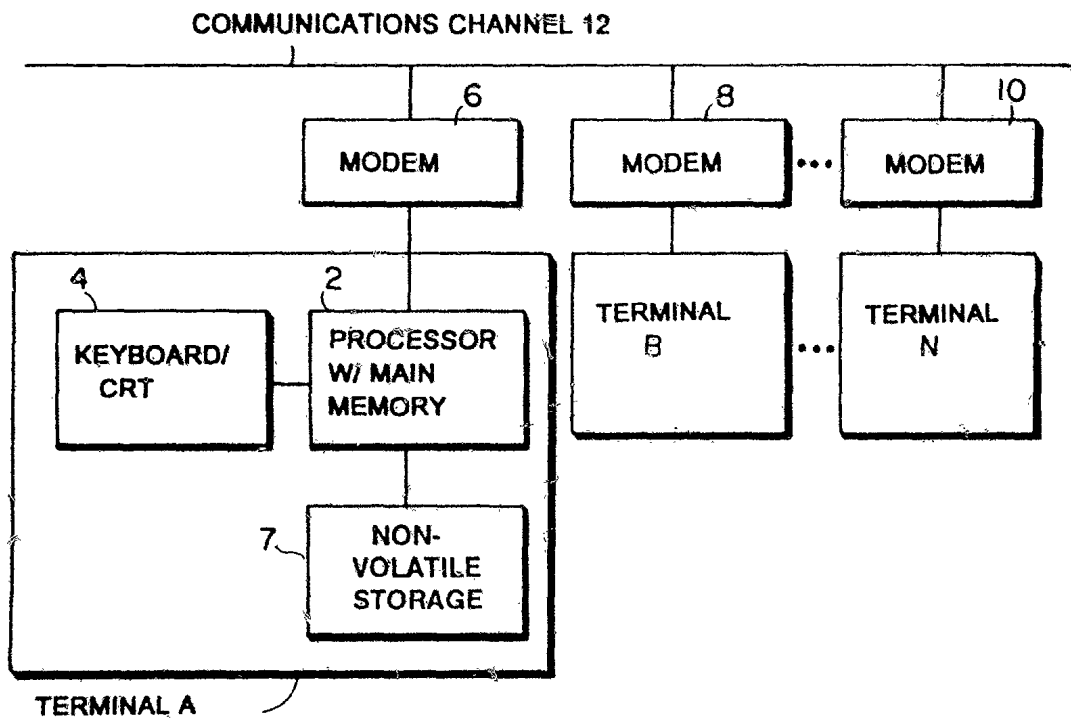 COMMUNICATIONS CHANNEL 12
6
8
10
MODEM
MODEM
...
MODEM
4
2
KEYBOARD/
CRT
PROCESSOR
W/ MAIN
MEMORY
TERMINAL
B
...
TERMINAL
N
7
NON-
VOLATILE
STORAGE
TERMINAL A